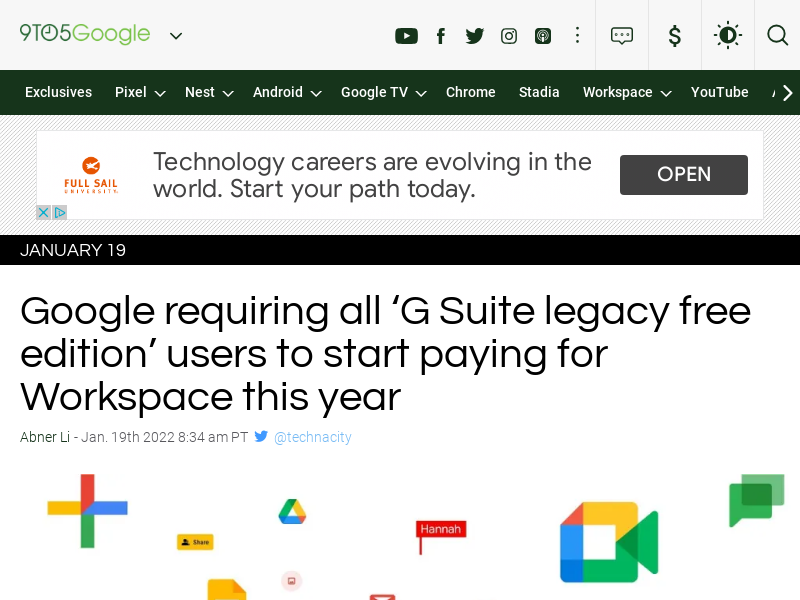 9TO5Google
Exclusives Pixel Nest Android Google TV Chrome Stadia Workspace YouTube
FULL SAIL
UNIVERSITY.
Technology careers are evolving in the
world. Start your path today.
OPEN
JANUARY 19
Google requiring all ‘G Suite legacy free
edition’ users to start paying for
Workspace this year
Abner Li - Jan. 19th 2022 8:34 am PT @technacity
Hannah
Share